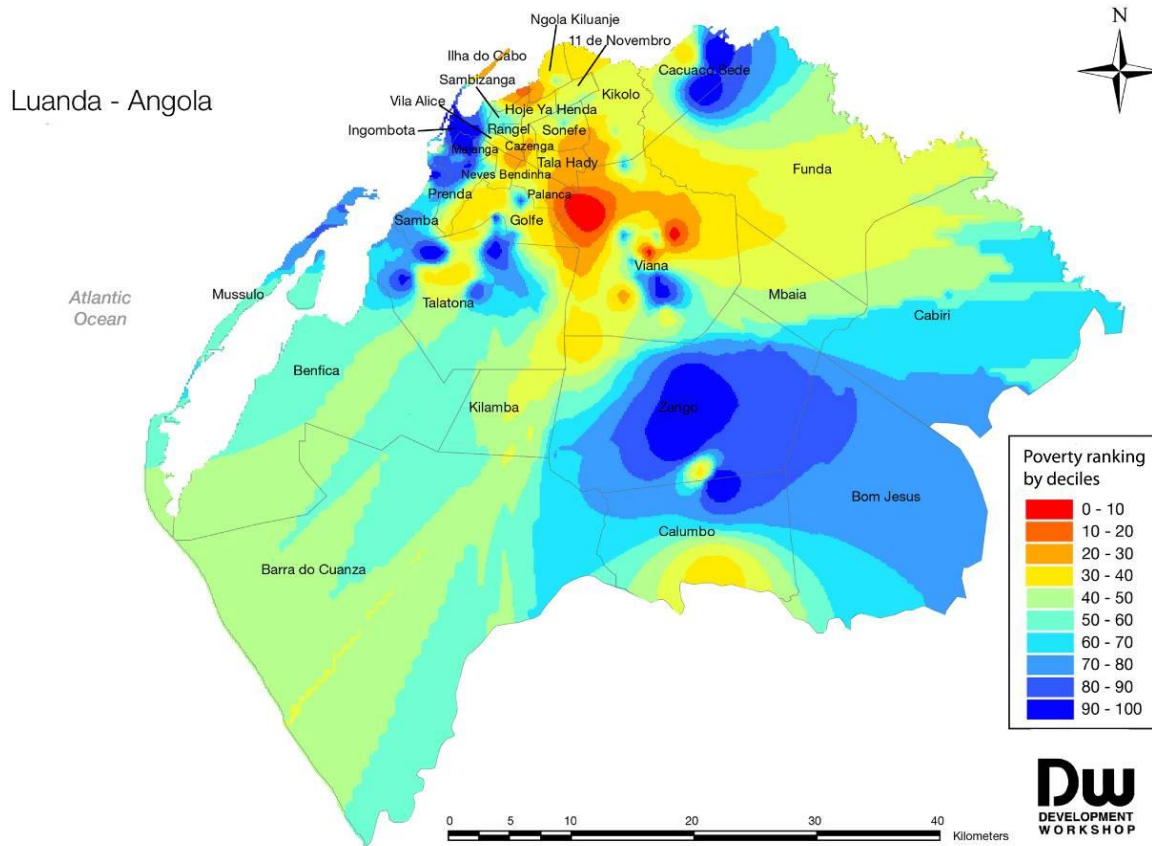 Luanda - Angola
N
Ngola Kiluanje
11 de Novembro
Ilha do Cabo
Sambizanga
Vila Alice
Ingombota
Cacuaco Sede
Kikolo
Hoje Ya Henda
Rangel
Sonefe
Maianga
Cazenga
Tala Hady
Funda
Neves Bendinha
Prenda
Palanca
Samba
Golfe
Viana
Atlantic
Ocean
Mussulo
Talatona
Mbaia
Cabiri
Benfica
Kilamba
Zango
Bom Jesus
Calumbo
Barra do Cuanza
Poverty ranking
by deciles
0 - 10
10 - 20
20 - 30
30 - 40
40 - 50
50 - 60
60 - 70
70 - 80
80 - 90
90 - 100
0 5 10 20 30 40
Kilometers
Dw
DEVELOPMENT
WORKSHOP